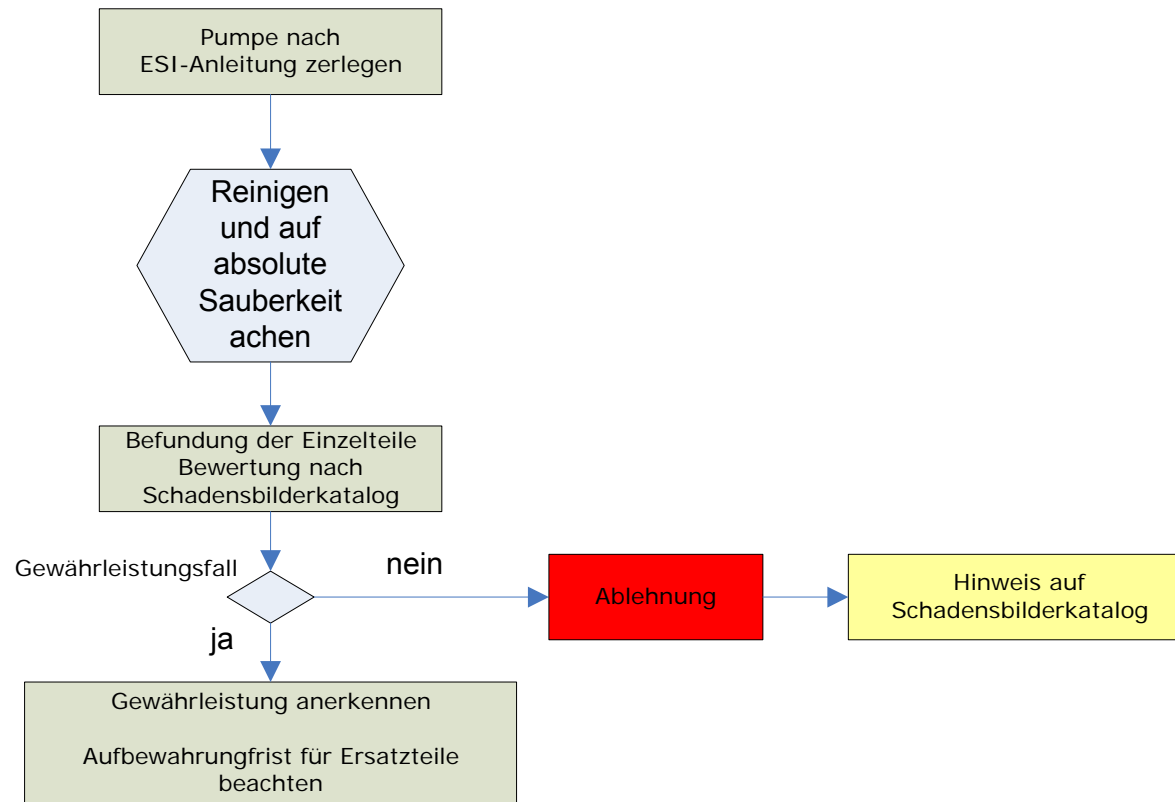 Pumpe nach
ESI-Anleitung zerlegen
Reinigen
und auf
absolute
Sauberkeit
achen
Befundung der Einzelteile
Bewertung nach
Schadensbilderkatalog
Gewährleistungsfall
nein
Ablehnung
Hinweis auf
Schadensbilderkatalog
ja
Gewährleistung anerkennen
Aufbewahrungfrist für Ersatzteile
beachten